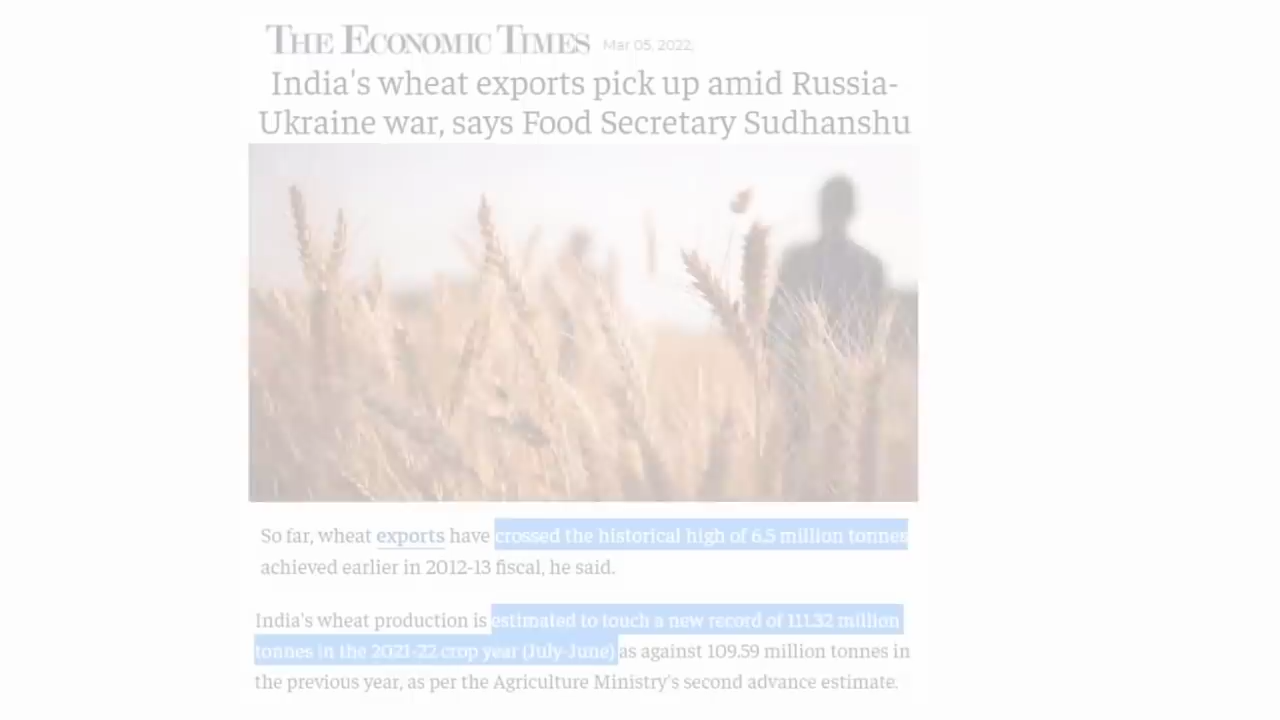 THE ECONOMIC TIMES Mar 05, 2022,
India's wheat exports pick up amid Russia-
Ukraine war, says Food Secretary Sudhanshu
So far, wheat exports have crossed the historical high of 6.5 million tonnes
achieved earlier in 2012-13 fiscal, he said.
India's wheat production is estimated to touch a new record of 111.32 million
tonnes in the 2021-22 crop year (July-June) as against 109.59 million tonnes in
the previous year, as per the Agriculture Ministry's second advance estimate.